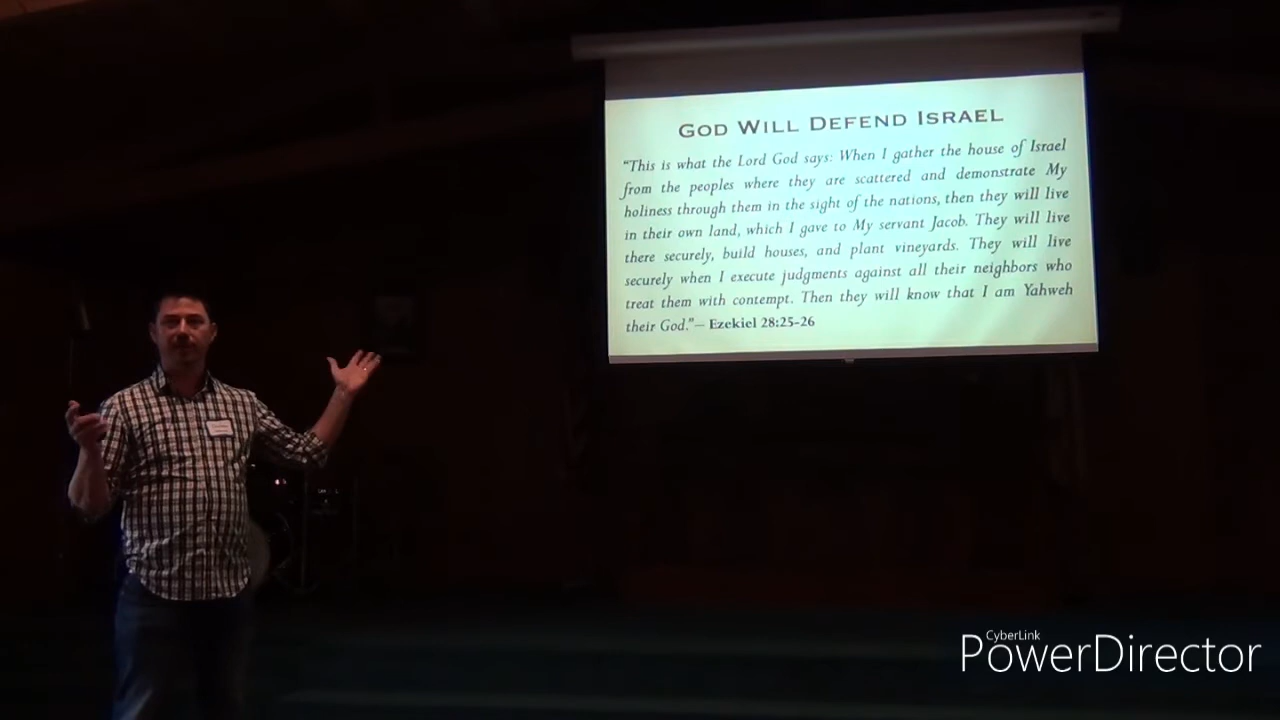 GOD WILL DEFEND ISRAEL
“This is what the Lord God says: When I gather the house of Israel
from the peoples where they are scattered and demonstrate My
holiness through them in the sight of the nations, then they will live
in their own land, which I gave to My servant Jacob. They will live
there securely, build houses, and plant vineyards. They will live
securely when I execute judgments against all their neighbors who
treat them with contempt. Then they will know that I am Yahweh
their God.”— Ezekiel 28:25-26
CyberLink
PowerDirector